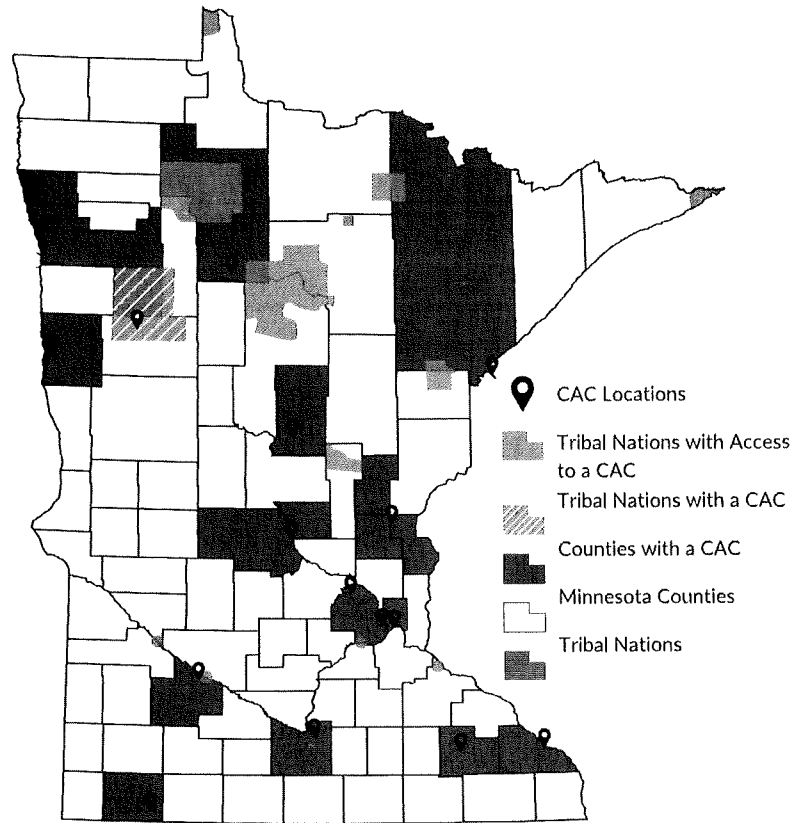 CAC Locations
Tribal Nations with Access
to a CAC
Tribal Nations with a CAC
Counties with a CAC
Minnesota Counties
Tribal Nations